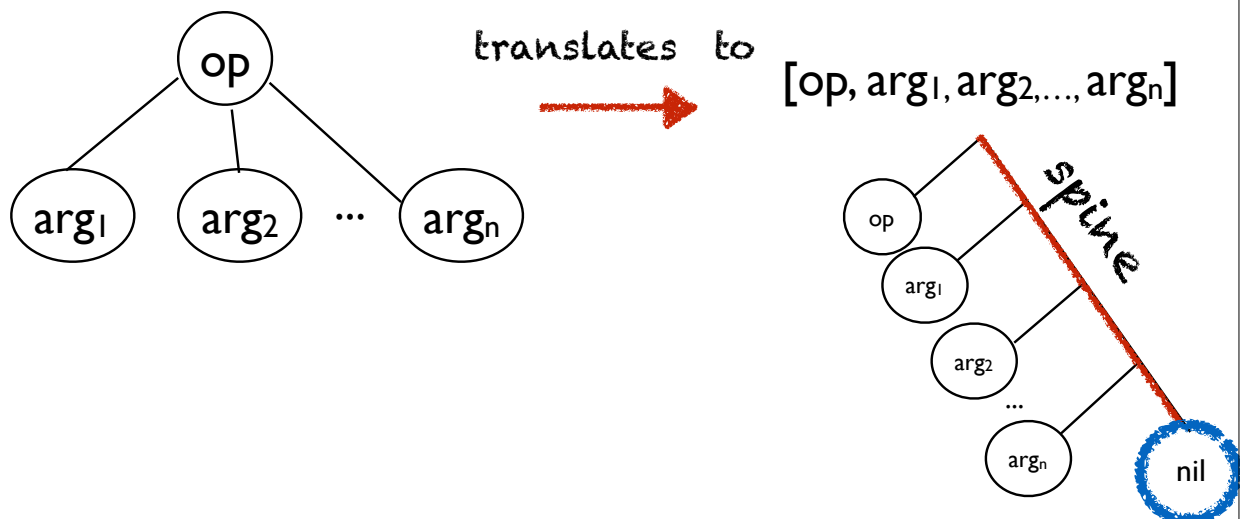 op
arg1
arg2
...
argn
translates to
[op, arg1, arg2,..., argn]
spine
op
arg1
arg2
...
argn
nil